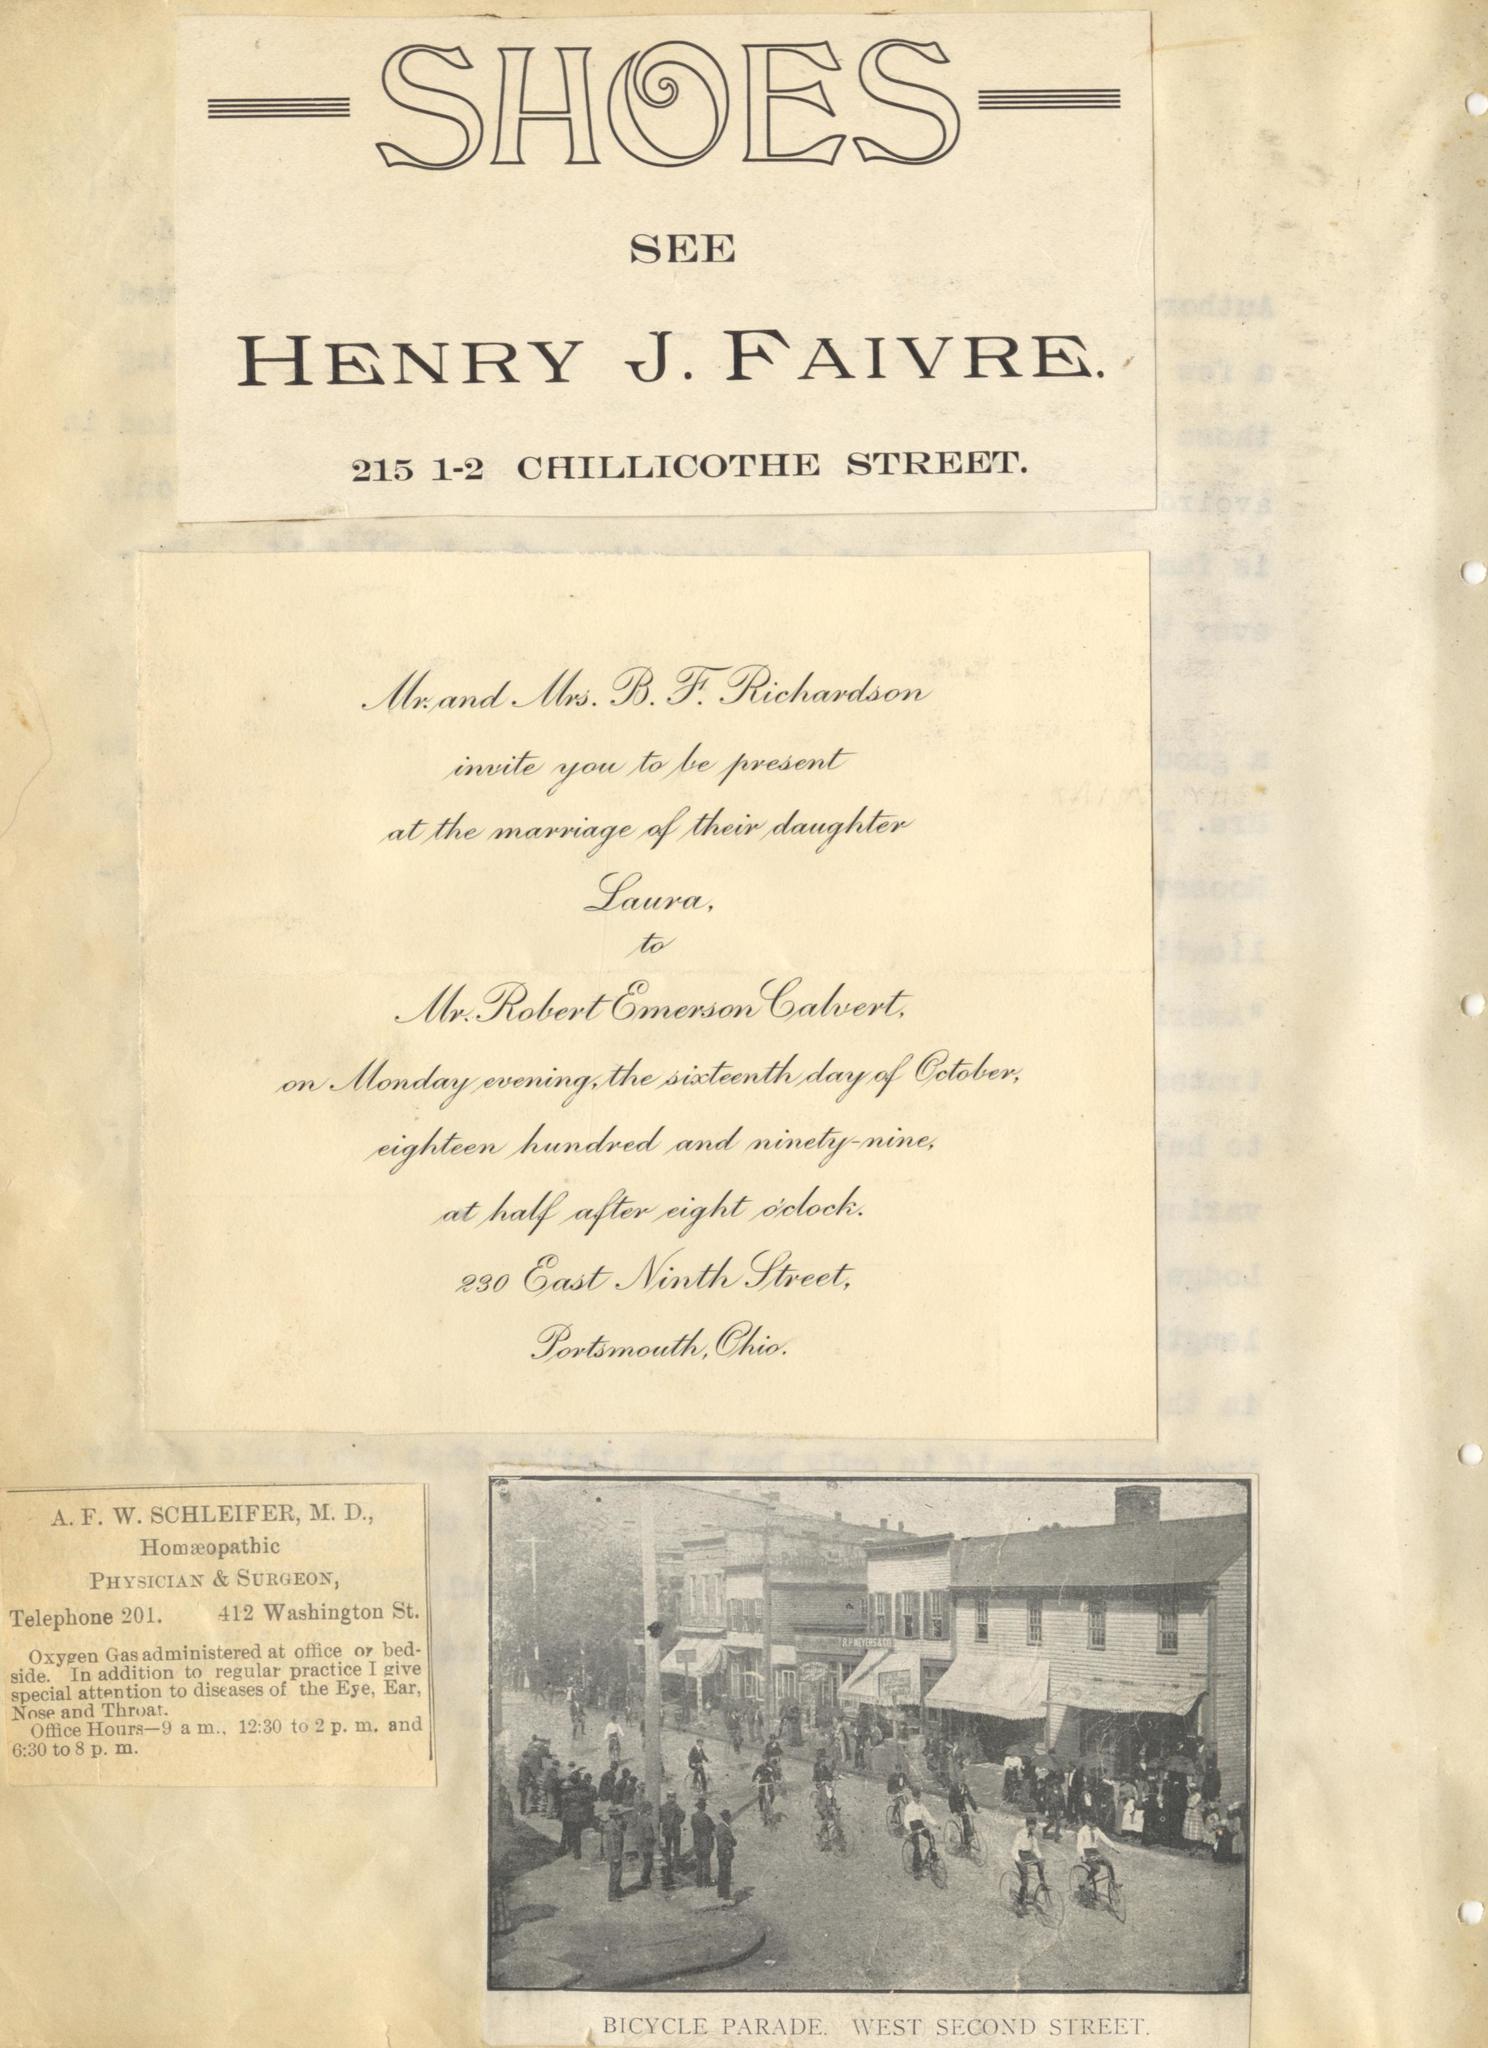 SHOES
SEE
HENRY J. FAIVRE.
215 1-2 CHILLICOTHE STREET.
Mr. and Mrs. B. F. Richardson
invite you to be present
at the marriage of their daughter
Laura,
to
Mr. Robert Emerson Calvert,
on Monday evening, the sixteenth day of October,
eighteen hundred and ninety-nine,
at half after eight o'clock.
230 East Ninth Street,
Portsmouth, Ohio.
A. F. W. SCHLEIFER, M. D.,
Homæopathic
PHYSICIAN & SURGEON,
Telephone 201. 412 Washington St.
Oxygen Gas administered at office or bed-
side. In addition to regular practice I give
special attention to diseases of the Eye, Ear,
Nose and Throat.
Office Hours—9 a m., 12:30 to 2 p. m. and
6:30 to 8 p. m.
R.P. MEYERS & CO.
BICYCLE PARADE. WEST SECOND STREET.